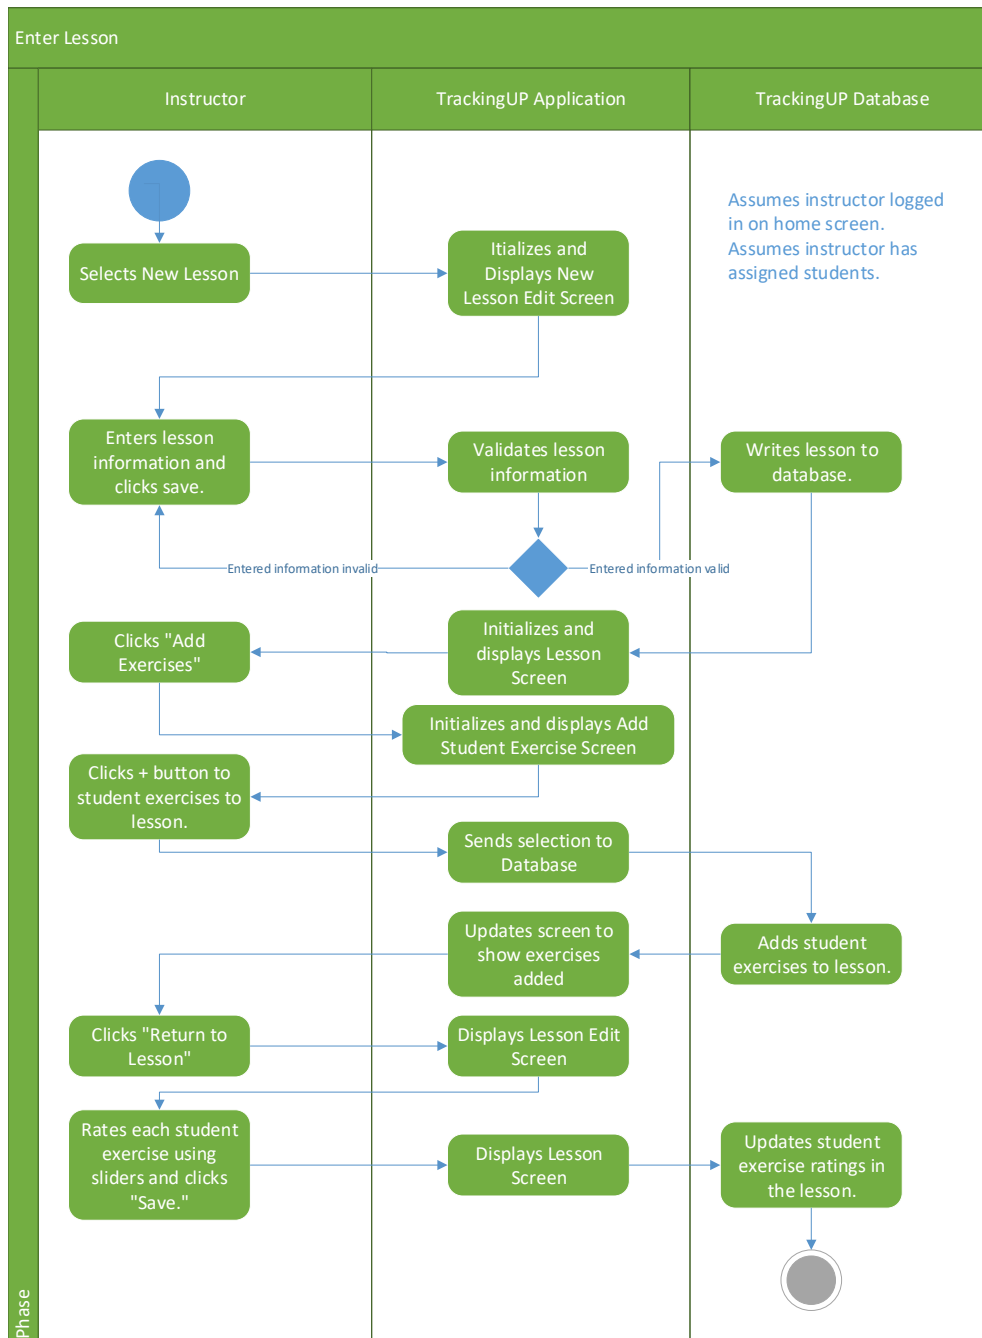 Enter Lesson
Instructor
TrackingUP Application
TrackingUP Database
Assumes instructor logged
in on home screen.
Assumes instructor has
assigned students.
Selects New Lesson
Itializes and
Displays New
Lesson Edit Screen
Enters lesson
information and
clicks save.
Validates lesson
information
Writes lesson to
database.
Entered information invalid
Entered information valid
Clicks "Add
Exercises"
Initializes and
displays Lesson
Screen
Initializes and displays Add
Student Exercise Screen
Clicks + button to
student exercises to
lesson.
Sends selection to
Database
Updates screen to
show exercises
added
Adds student
exercises to lesson.
Clicks "Return to
Lesson"
Displays Lesson Edit
Screen
Rates each student
exercise using
sliders and clicks
"Save."
Displays Lesson
Screen
Updates student
exercise ratings in
the lesson.
Phase